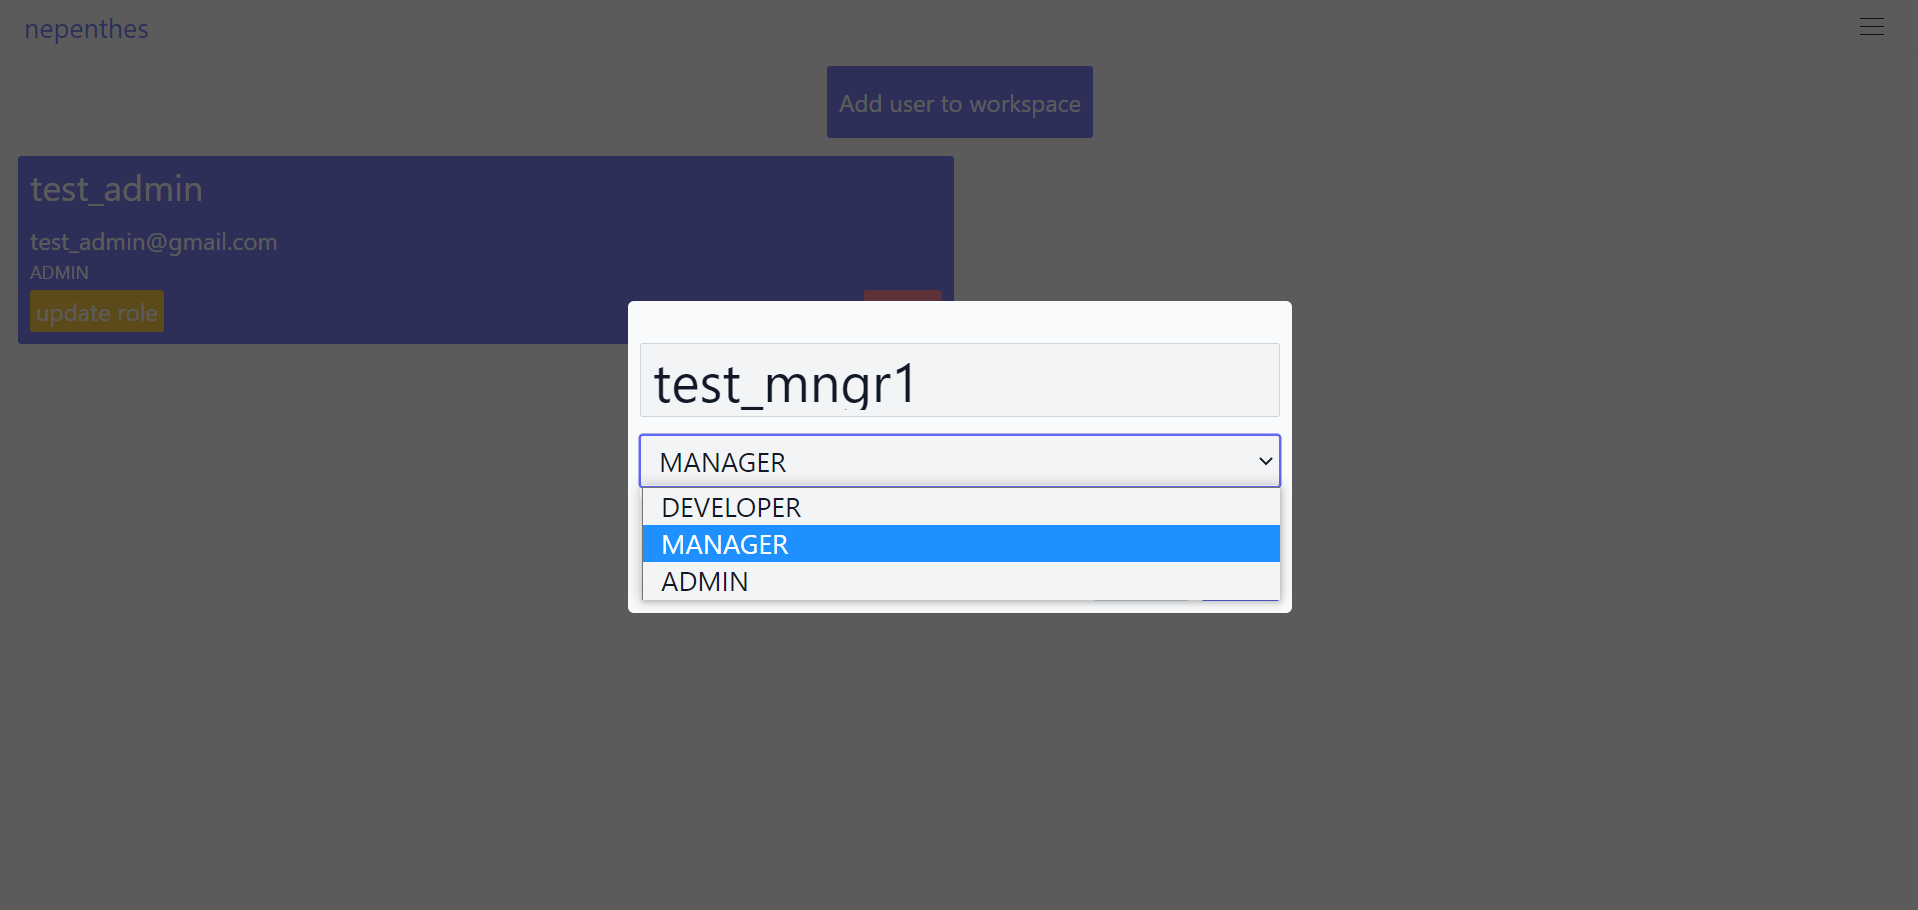 nepenthes
Add user to workspace
test_admin
test_admin@gmail.com
ADMIN
update role
test_mngr1
MANAGER
DEVELOPER
MANAGER
ADMIN